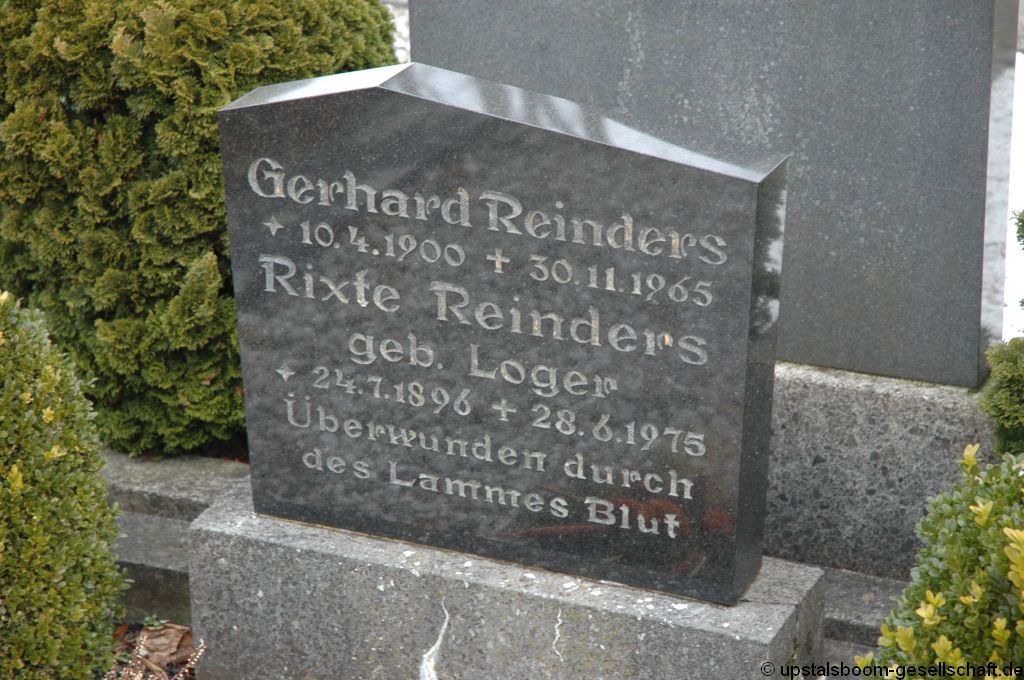 Gerhard Reinders
✦ 10.4.1900 ✝ 30.11.1965
Rixte Reinders
geb. Loger
✦ 24.7.1896 ✝ 28.6.1975
Überwunden durch
des Lammes Blut
© upstalsboom-gesellschaft.de